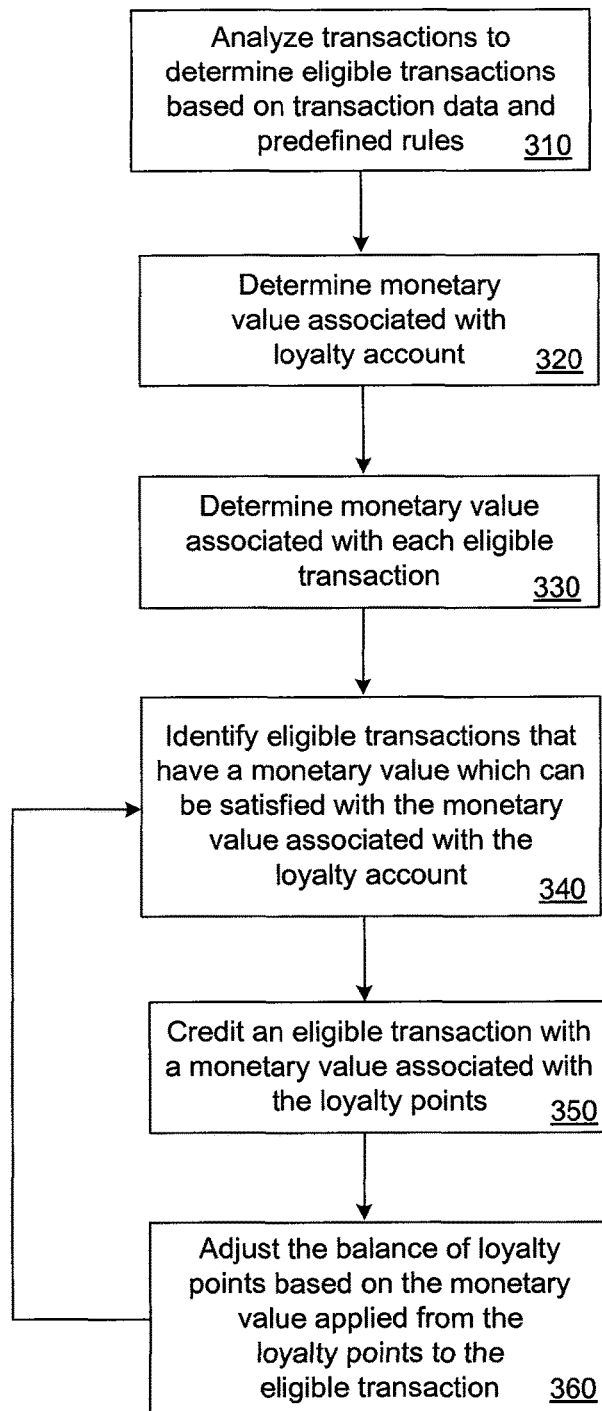 Analyze transactions to
determine eligible transactions
based on transaction data and
predefined rules 310
Determine monetary
value associated with
loyalty account 320
Determine monetary value
associated with each eligible
transaction 330
Identify eligible transactions that
have a monetary value which can
be satisfied with the monetary
value associated with the
loyalty account 340
Credit an eligible transaction with
a monetary value associated with
the loyalty points 350
Adjust the balance of loyalty
points based on the monetary
value applied from the
loyalty points to the
eligible transaction 360